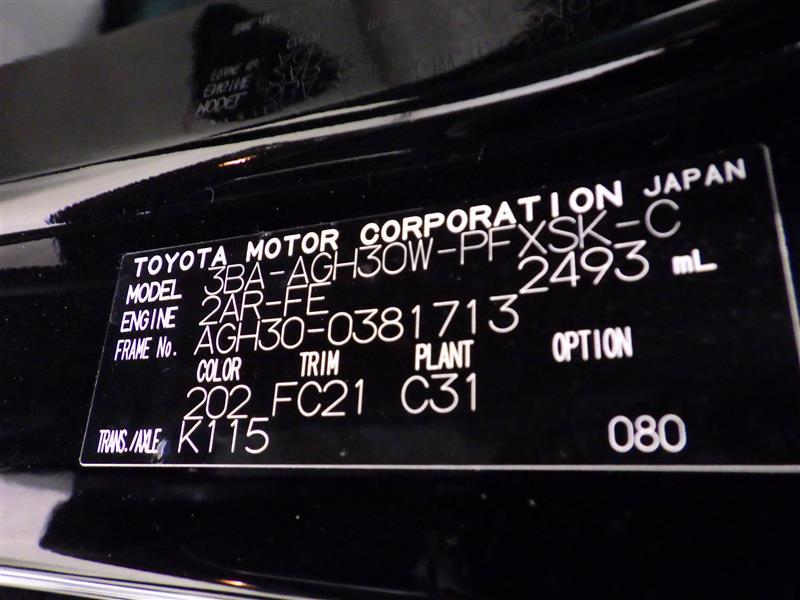 TOYOTA MOTOR CORPORATION JAPAN
MODEL 3BA-AGH30W-PFXSK-C
ENGINE 2AR-FE 2493 mL
FRAME No. AGH30-0381713
COLOR TRIM PLANT OPTION
202 FC21 C31
TRANS./AXLE K115 080